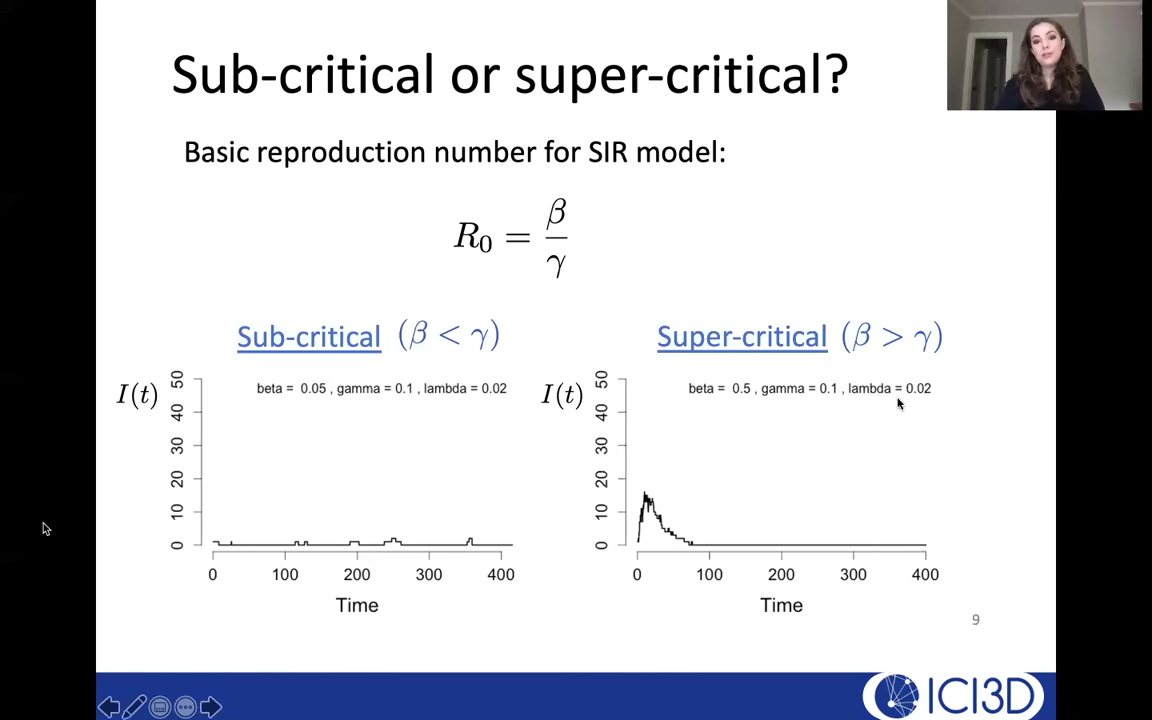 Sub-critical or super-critical?
Basic reproduction number for SIR model:
R₀ = β/γ
Sub-critical (β < γ)
Super-critical (β > γ)
I(t)
beta = 0.05 , gamma = 0.1 , lambda = 0.02
50
40
30
20
10
0
0 100 200 300 400
Time
I(t)
beta = 0.5 , gamma = 0.1 , lambda = 0.02
50
40
30
20
10
0
0 100 200 300 400
Time
9
ICI3D